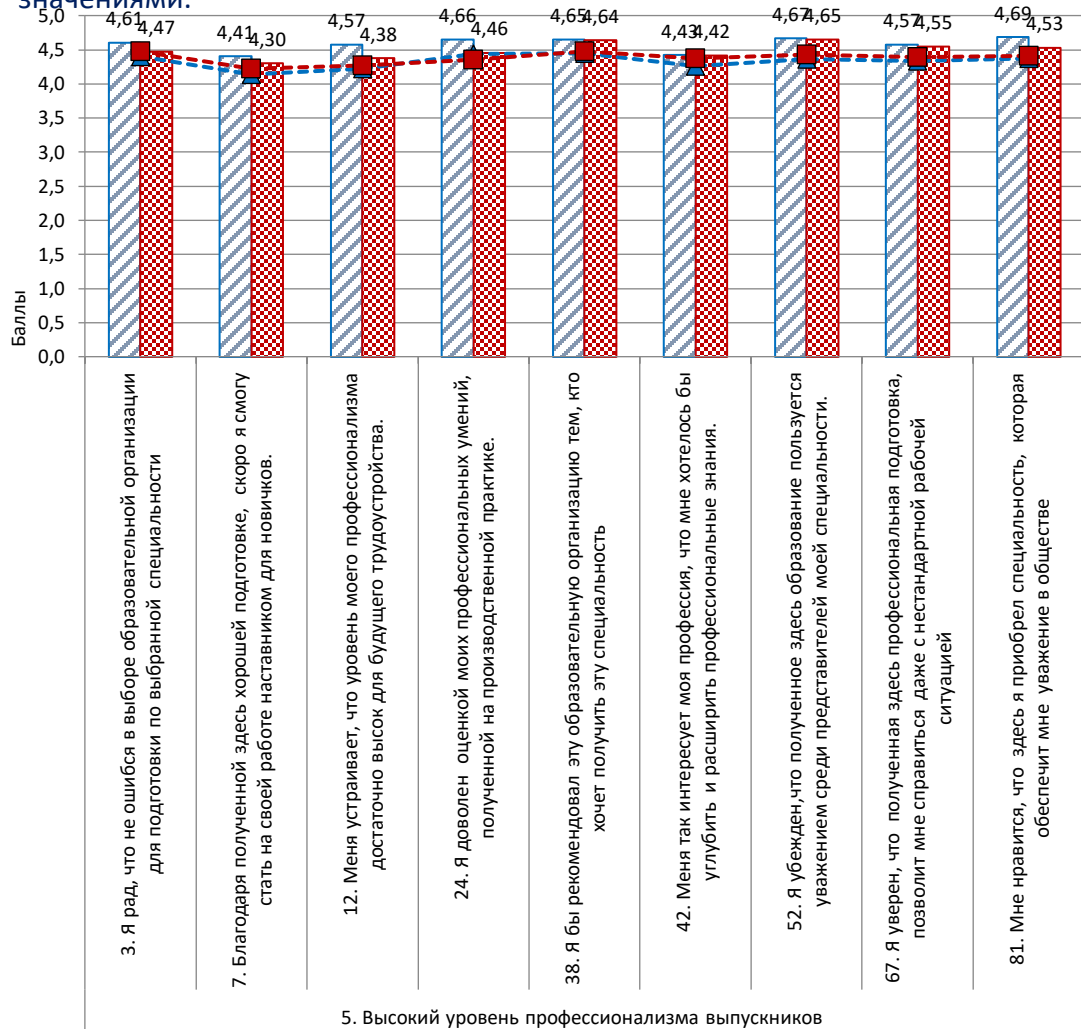 значениями.
4,61 4,41 4,57 4,66 4,65 4,43 4,67 4,57 4,69
4,47 4,30 4,38 4,46 4,64 4,42 4,65 4,55 4,53
5,0
4,5
4,0
3,5
3,0
2,5
2,0
1,5
1,0
0,5
0,0
Баллы
3. Я рад, что не ошибся в выборе образовательной организации
для подготовки по выбранной специальности
7. Благодаря полученной здесь хорошей подготовке, скоро я смогу
стать на своей работе наставником для новичков.
12. Меня устраивает, что уровень моего профессионализма
достаточно высок для будущего трудоустройства.
24. Я доволен оценкой моих профессиональных умений,
полученной на производственной практике.
38. Я бы рекомендовал эту образовательную организацию тем, кто
хочет получить эту специальность
42. Меня так интересует моя профессия, что мне хотелось бы
углубить и расширить профессиональные знания.
52. Я убежден,что полученное здесь образование пользуется
уважением среди представителей моей специальности.
67. Я уверен, что полученная здесь профессиональная подготовка,
позволит мне справиться даже с нестандартной рабочей
ситуацией
81. Мне нравится, что здесь я приобрел специальность, которая
обеспечит мне уважение в обществе
5. Высокий уровень профессионализма выпускников